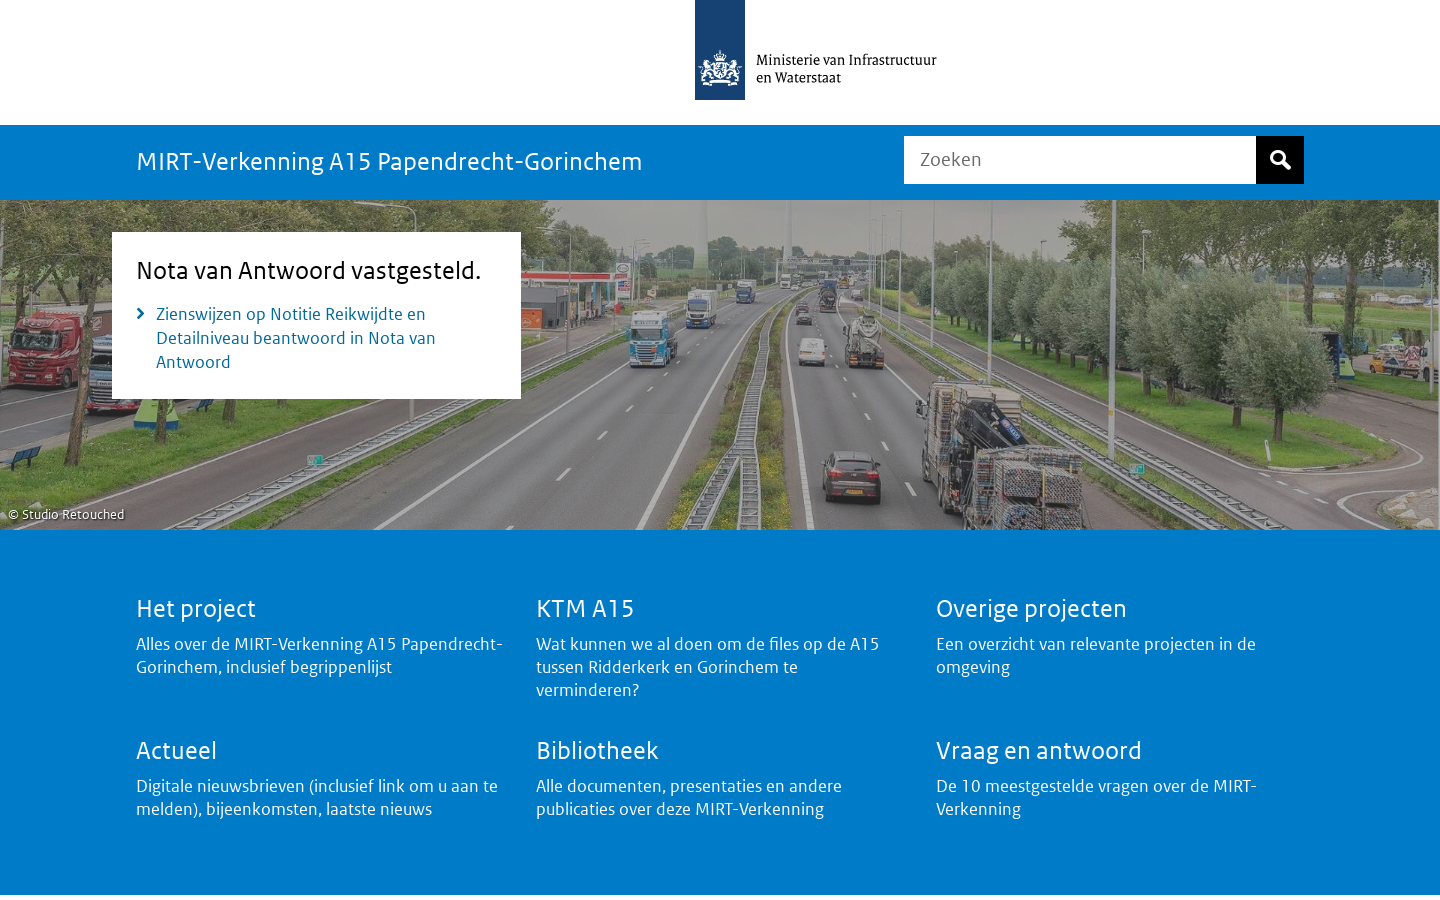 Ministerie van Infrastructuur
en Waterstaat
MIRT-Verkenning A15 Papendrecht-Gorinchem
Zoeken
Nota van Antwoord vastgesteld.
Zienswijzen op Notitie Reikwijdte en
Detailniveau beantwoord in Nota van
Antwoord
© Studio Retouched
Het project
Alles over de MIRT-Verkenning A15 Papendrecht-
Gorinchem, inclusief begrippenlijst
KTM A15
Wat kunnen we al doen om de files op de A15
tussen Ridderkerk en Gorinchem te
verminderen?
Overige projecten
Een overzicht van relevante projecten in de
omgeving
Actueel
Digitale nieuwsbrieven (inclusief link om u aan te
melden), bijeenkomsten, laatste nieuws
Bibliotheek
Alle documenten, presentaties en andere
publicaties over deze MIRT-Verkenning
Vraag en antwoord
De 10 meestgestelde vragen over de MIRT-
Verkenning